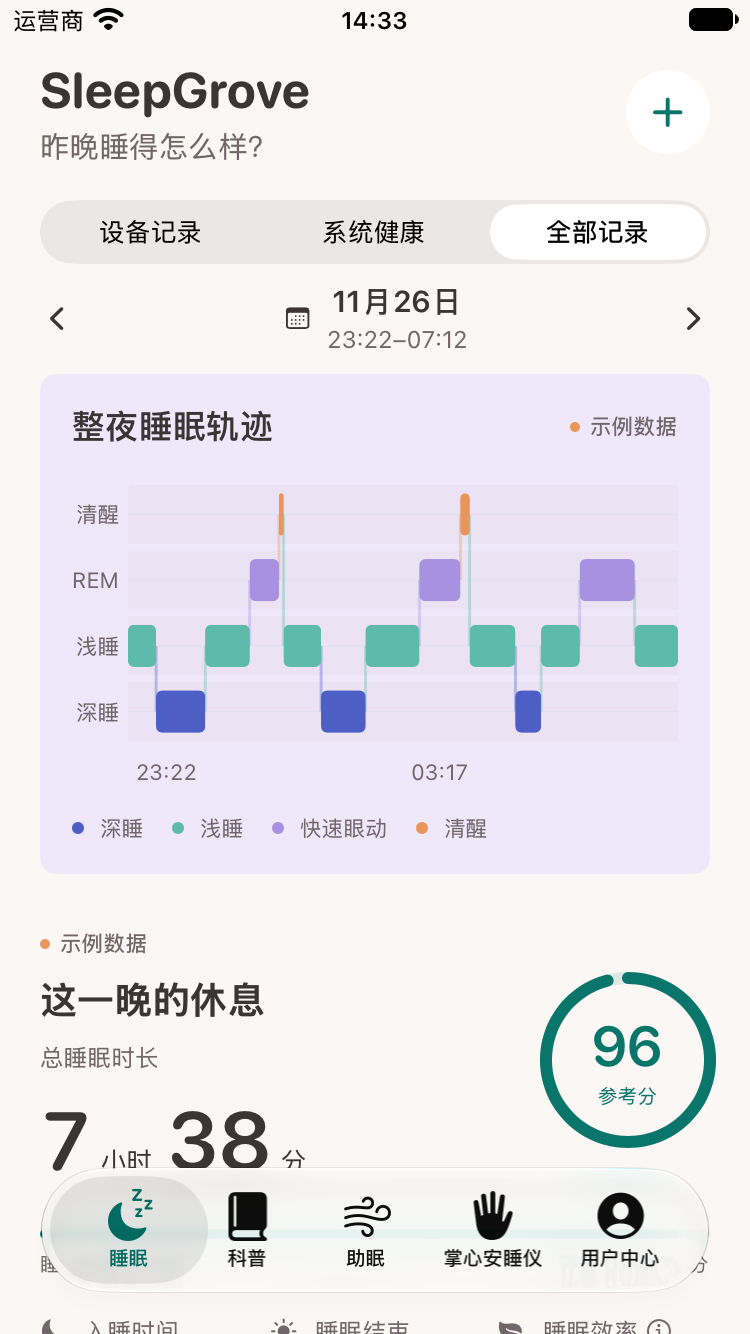 运营商 14:33
SleepGrove
昨晚睡得怎么样?
设备记录 系统健康 全部记录
11月26日
23:22–07:12
整夜睡眠轨迹 示例数据
清醒
REM
浅睡
深睡
23:22 03:17
深睡 浅睡 快速眼动 清醒
示例数据
这一晚的休息
总睡眠时长
96
参考分
7 小时 38 分
睡眠 科普 助眠 掌心安睡仪 用户中心
入睡时间 睡眠结束 睡眠效率